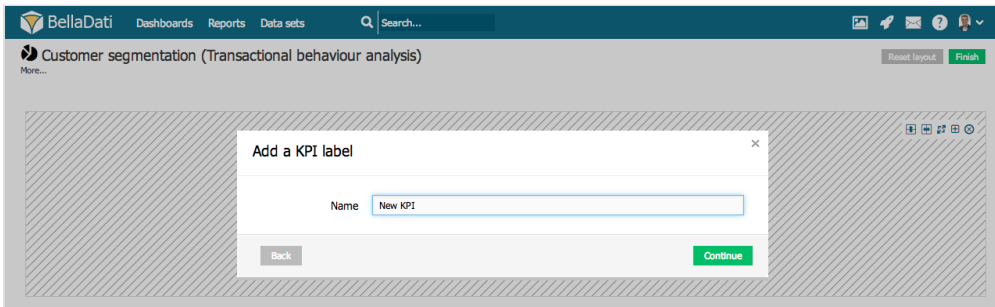 BellaDati Dashboards Reports Data sets Search...
Customer segmentation (Transactional behaviour analysis) Reset layout Finish
More...
Add a KPI label
Name New KPI
Back Continue